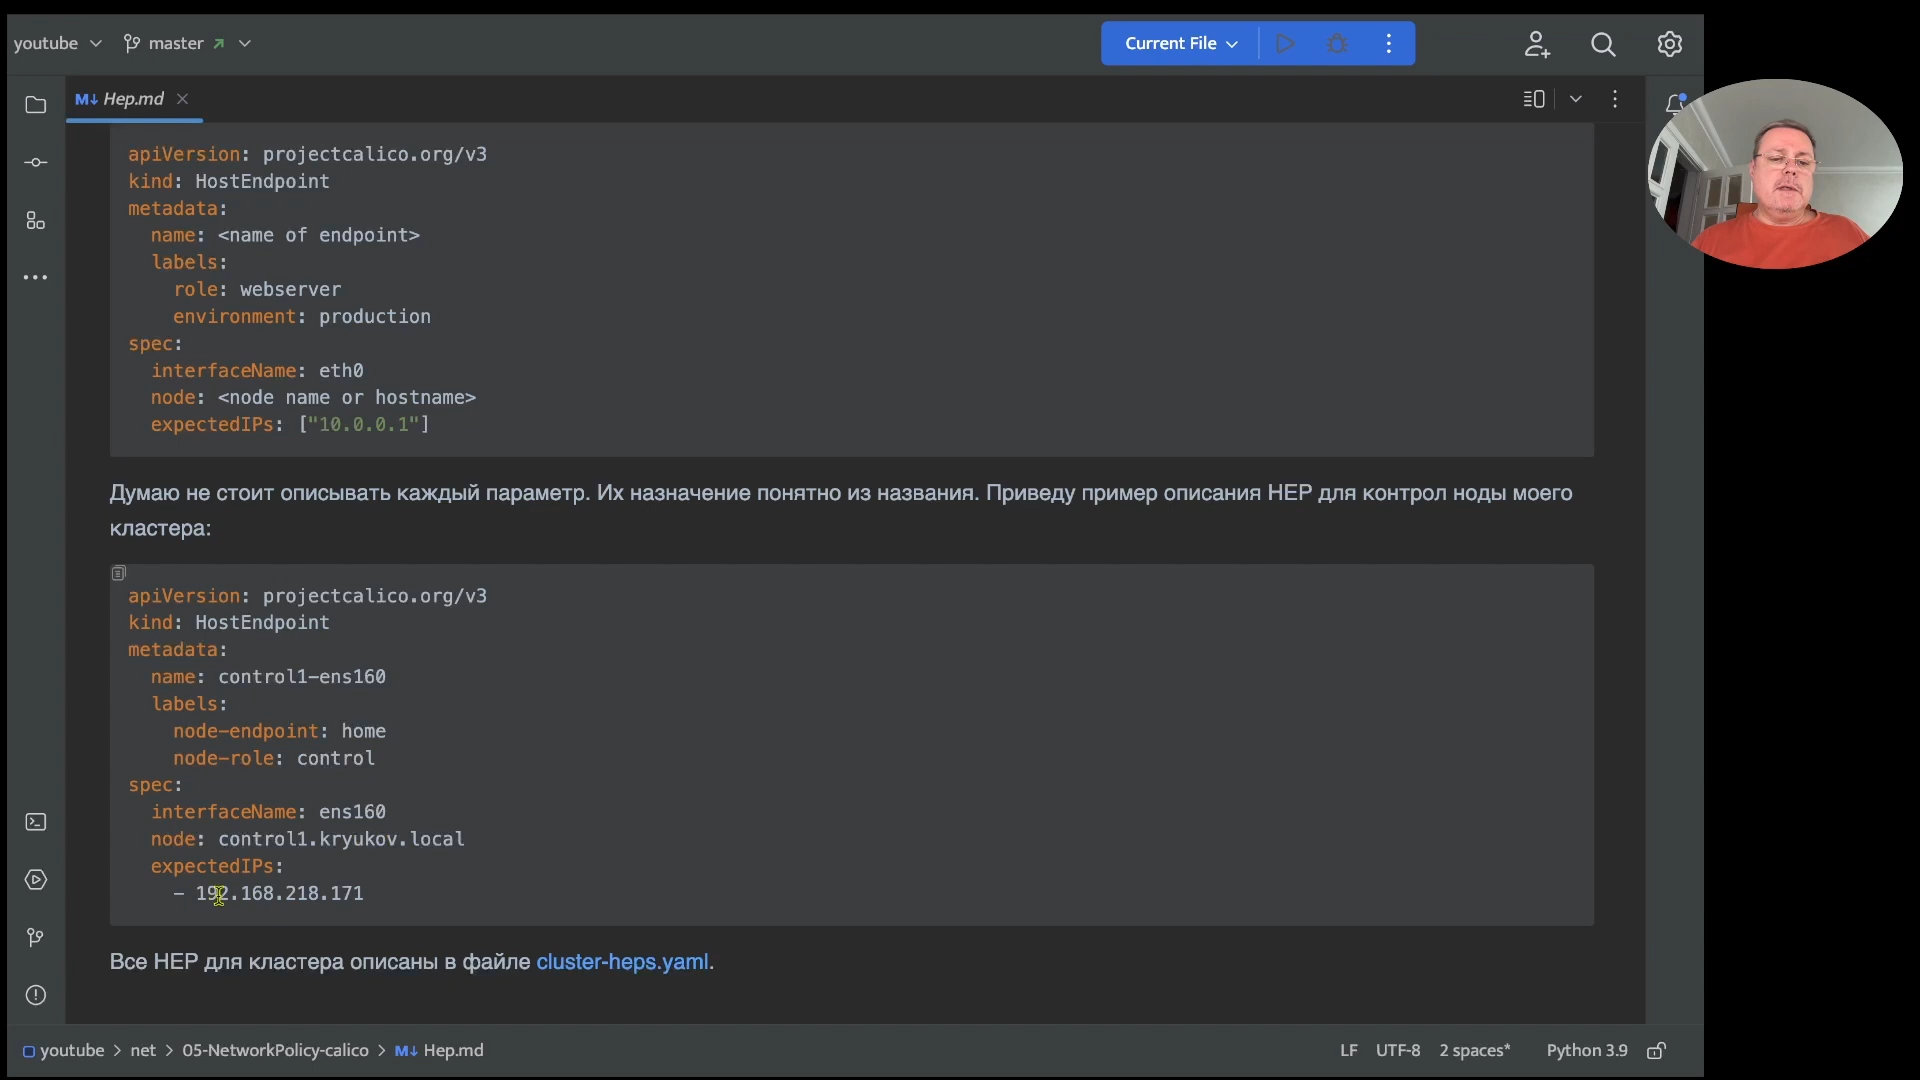 youtube master Current File
Hep.md
apiVersion: projectcalico.org/v3
kind: HostEndpoint
metadata:
  name: <name of endpoint>
  labels:
    role: webserver
    environment: production
spec:
  interfaceName: eth0
  node: <node name or hostname>
  expectedIPs: ["10.0.0.1"]
Думаю не стоит описывать каждый параметр. Их назначение понятно из названия. Приведу пример описания HEP для контрол ноды моего
кластера:
apiVersion: projectcalico.org/v3
kind: HostEndpoint
metadata:
  name: control1-ens160
  labels:
    node-endpoint: home
    node-role: control
spec:
  interfaceName: ens160
  node: control1.kryukov.local
  expectedIPs:
    - 192.168.218.171
Все HEP для кластера описаны в файле cluster-heps.yaml.
youtube > net > 05-NetworkPolicy-calico > M↓ Hep.md LF UTF-8 2 spaces* Python 3.9